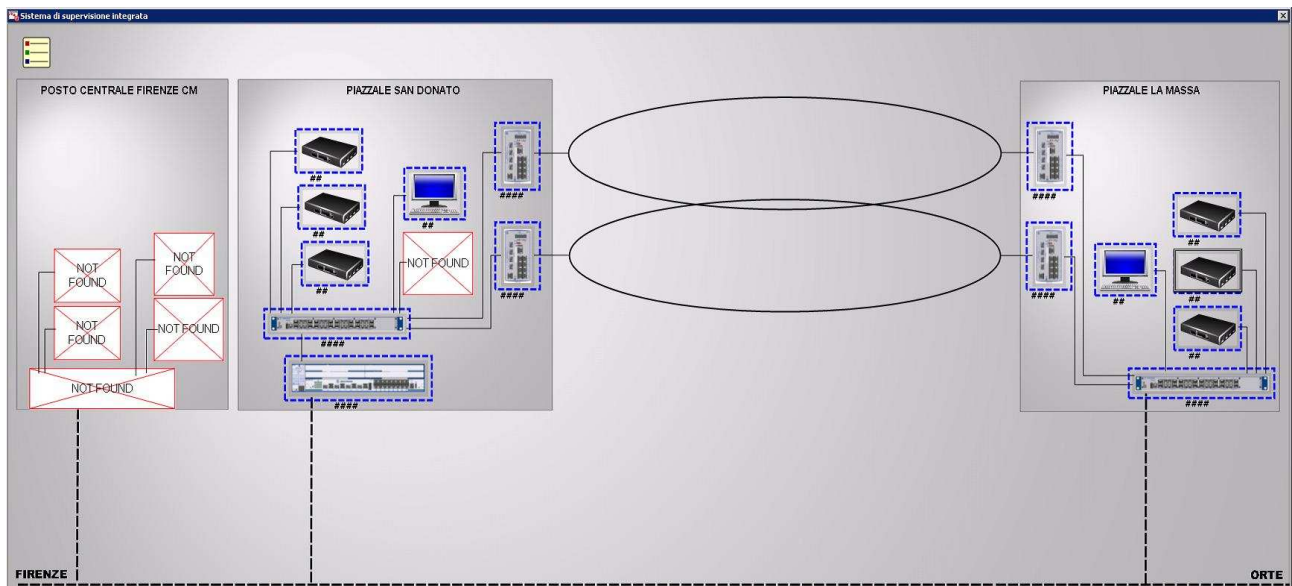 Sistema di supervisione integrata
POSTO CENTRALE FIRENZE CM
NOT
FOUND
NOT
FOUND
NOT
FOUND
NOT FOUND
NOT FOUND
PIAZZALE SAN DONATO
##
##
##
##
NOT FOUND
####
####
####
####
PIAZZALE LA MASSA
####
####
##
##
##
##
####
FIRENZE
ORTE